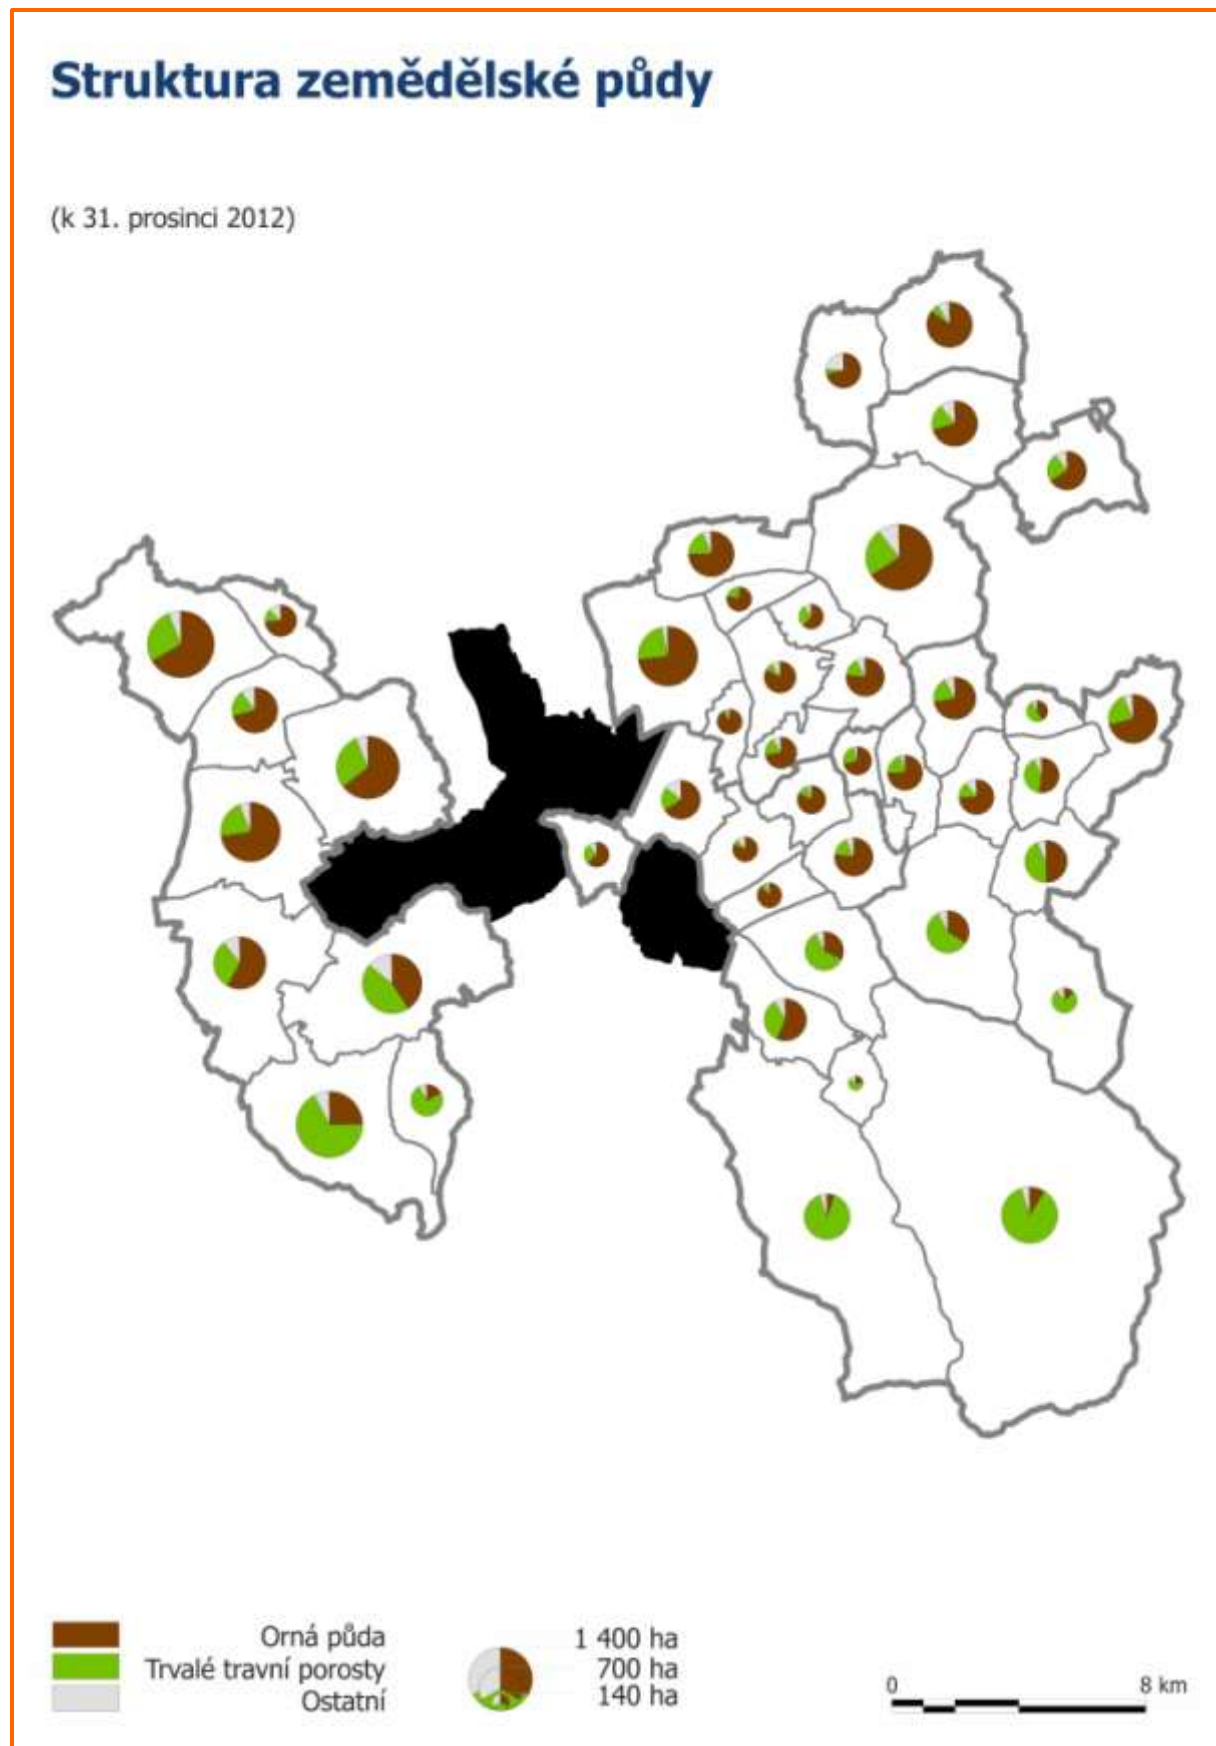 Struktura zemědělské půdy
(k 31. prosinci 2012)
Orná půda
Trvalé travní porosty
Ostatní
1 400 ha
700 ha
140 ha
0 8 km